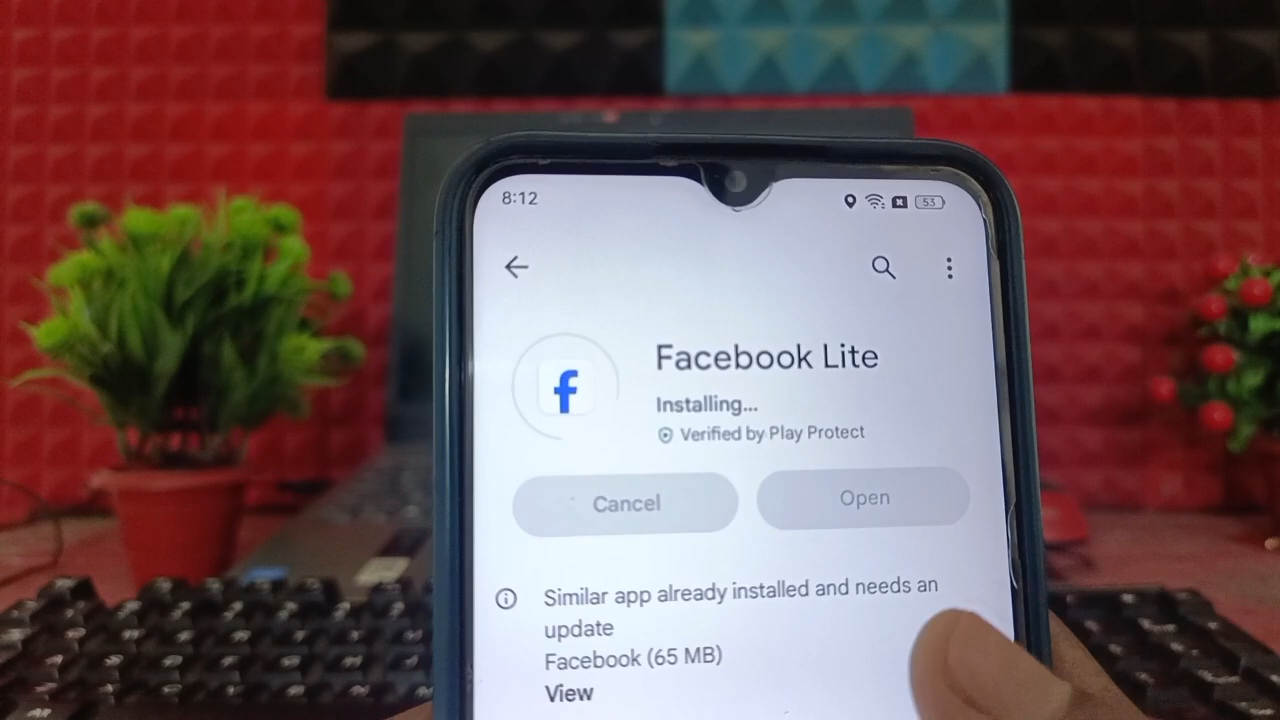 8:12
53
Facebook Lite
Installing...
Verified by Play Protect
Cancel
Open
Similar app already installed and needs an
update
Facebook (65 MB)
View